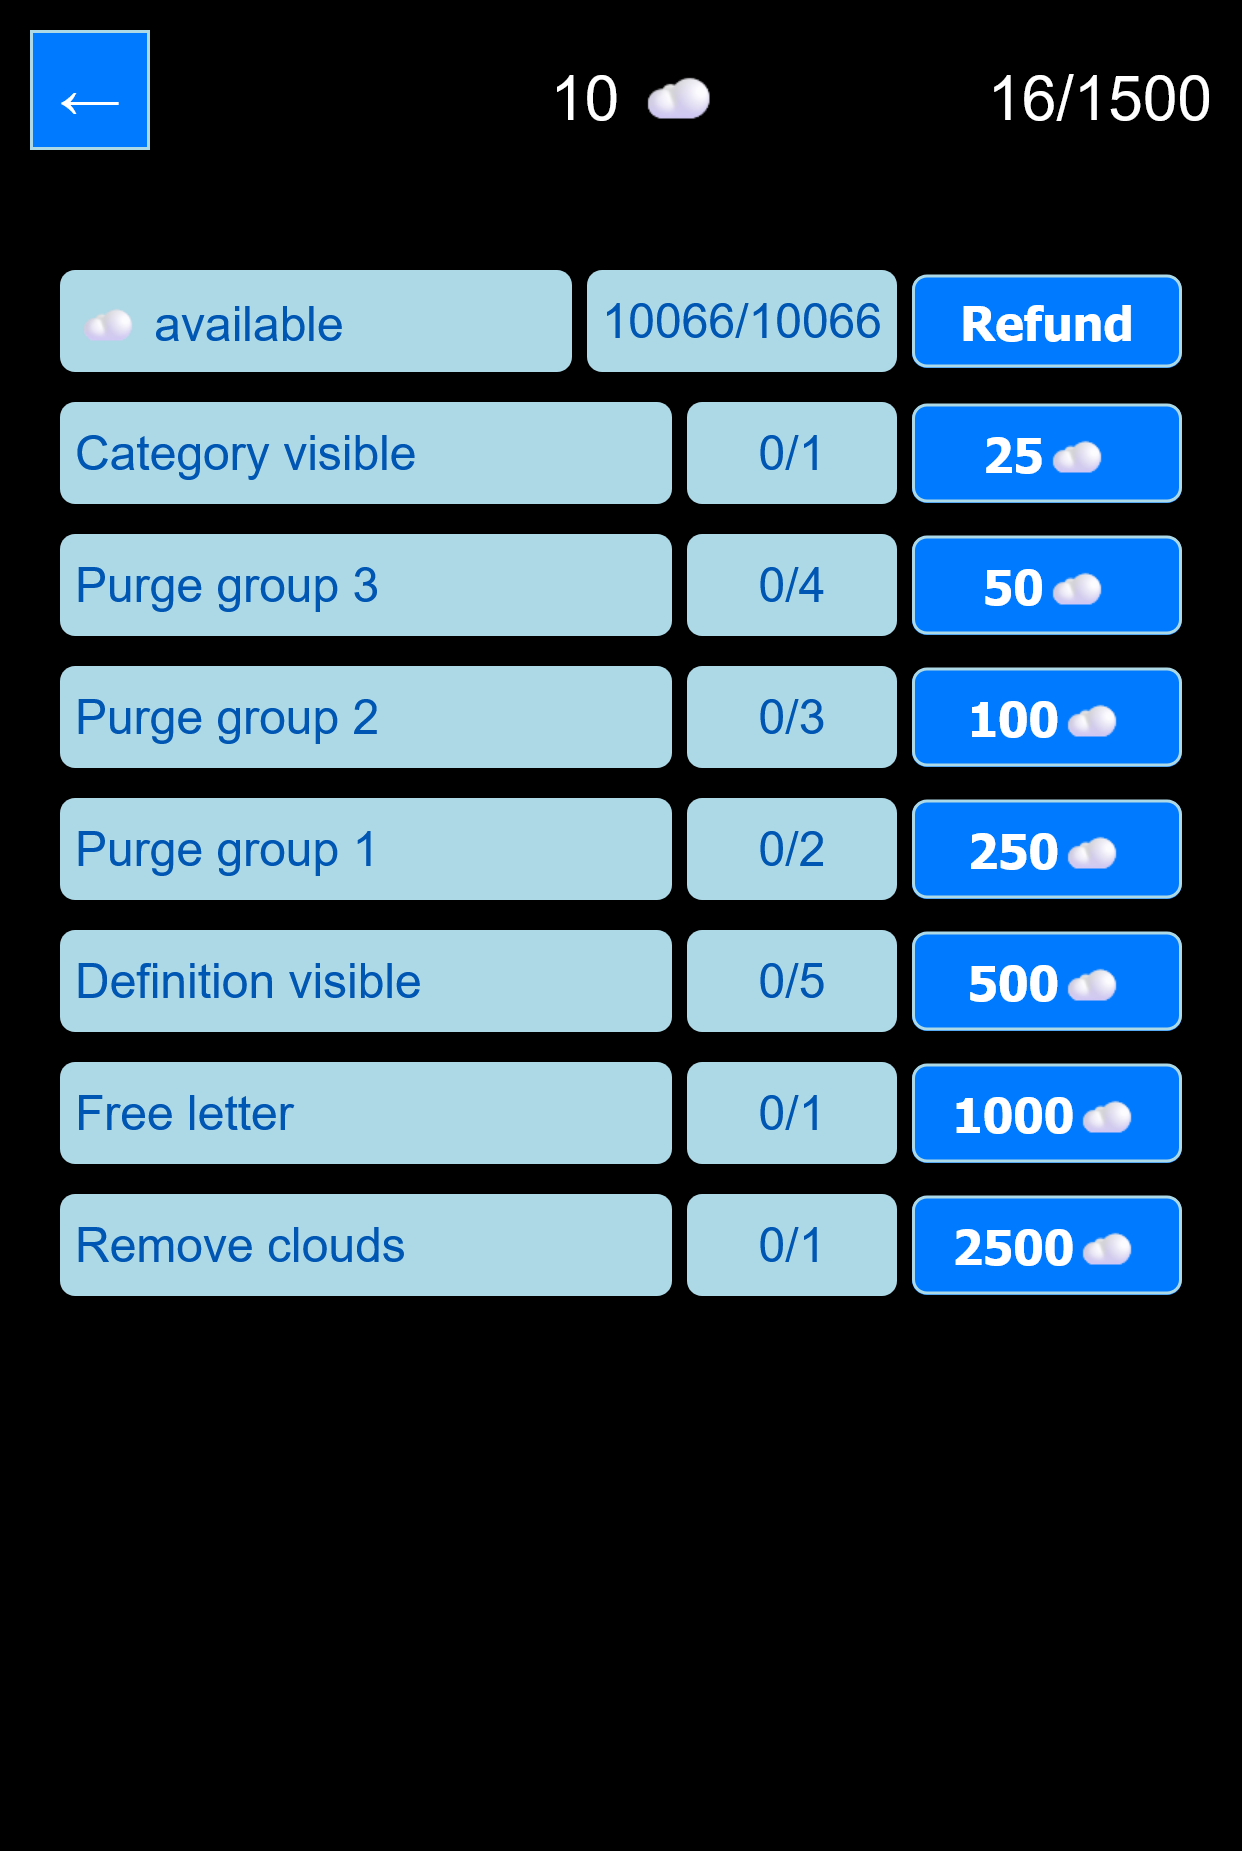 ← 10 16/1500
available 10066/10066 Refund
Category visible 0/1 25
Purge group 3 0/4 50
Purge group 2 0/3 100
Purge group 1 0/2 250
Definition visible 0/5 500
Free letter 0/1 1000
Remove clouds 0/1 2500